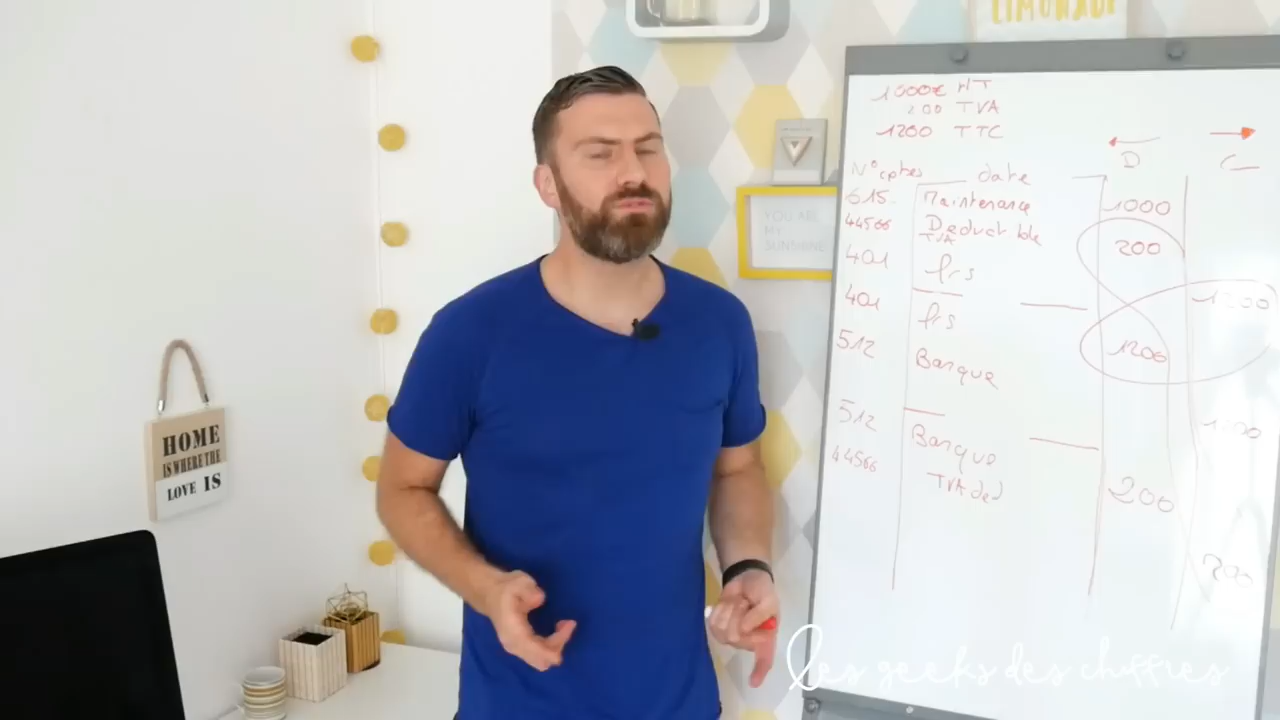 LIMONADE
1000€ HT
200 TVA
1200 TTC
D C
N° cptes date
615 Maintenance 1000
44566 Deductible 200
TVA
401 frs 1200
401 frs 1200
512 Banque 1200
512 Banque 200
44566 TVA ded 200
YOU ARE
MY
SUNSHINE
HOME
IS WHERE THE
LOVE IS
les geeks des chiffres